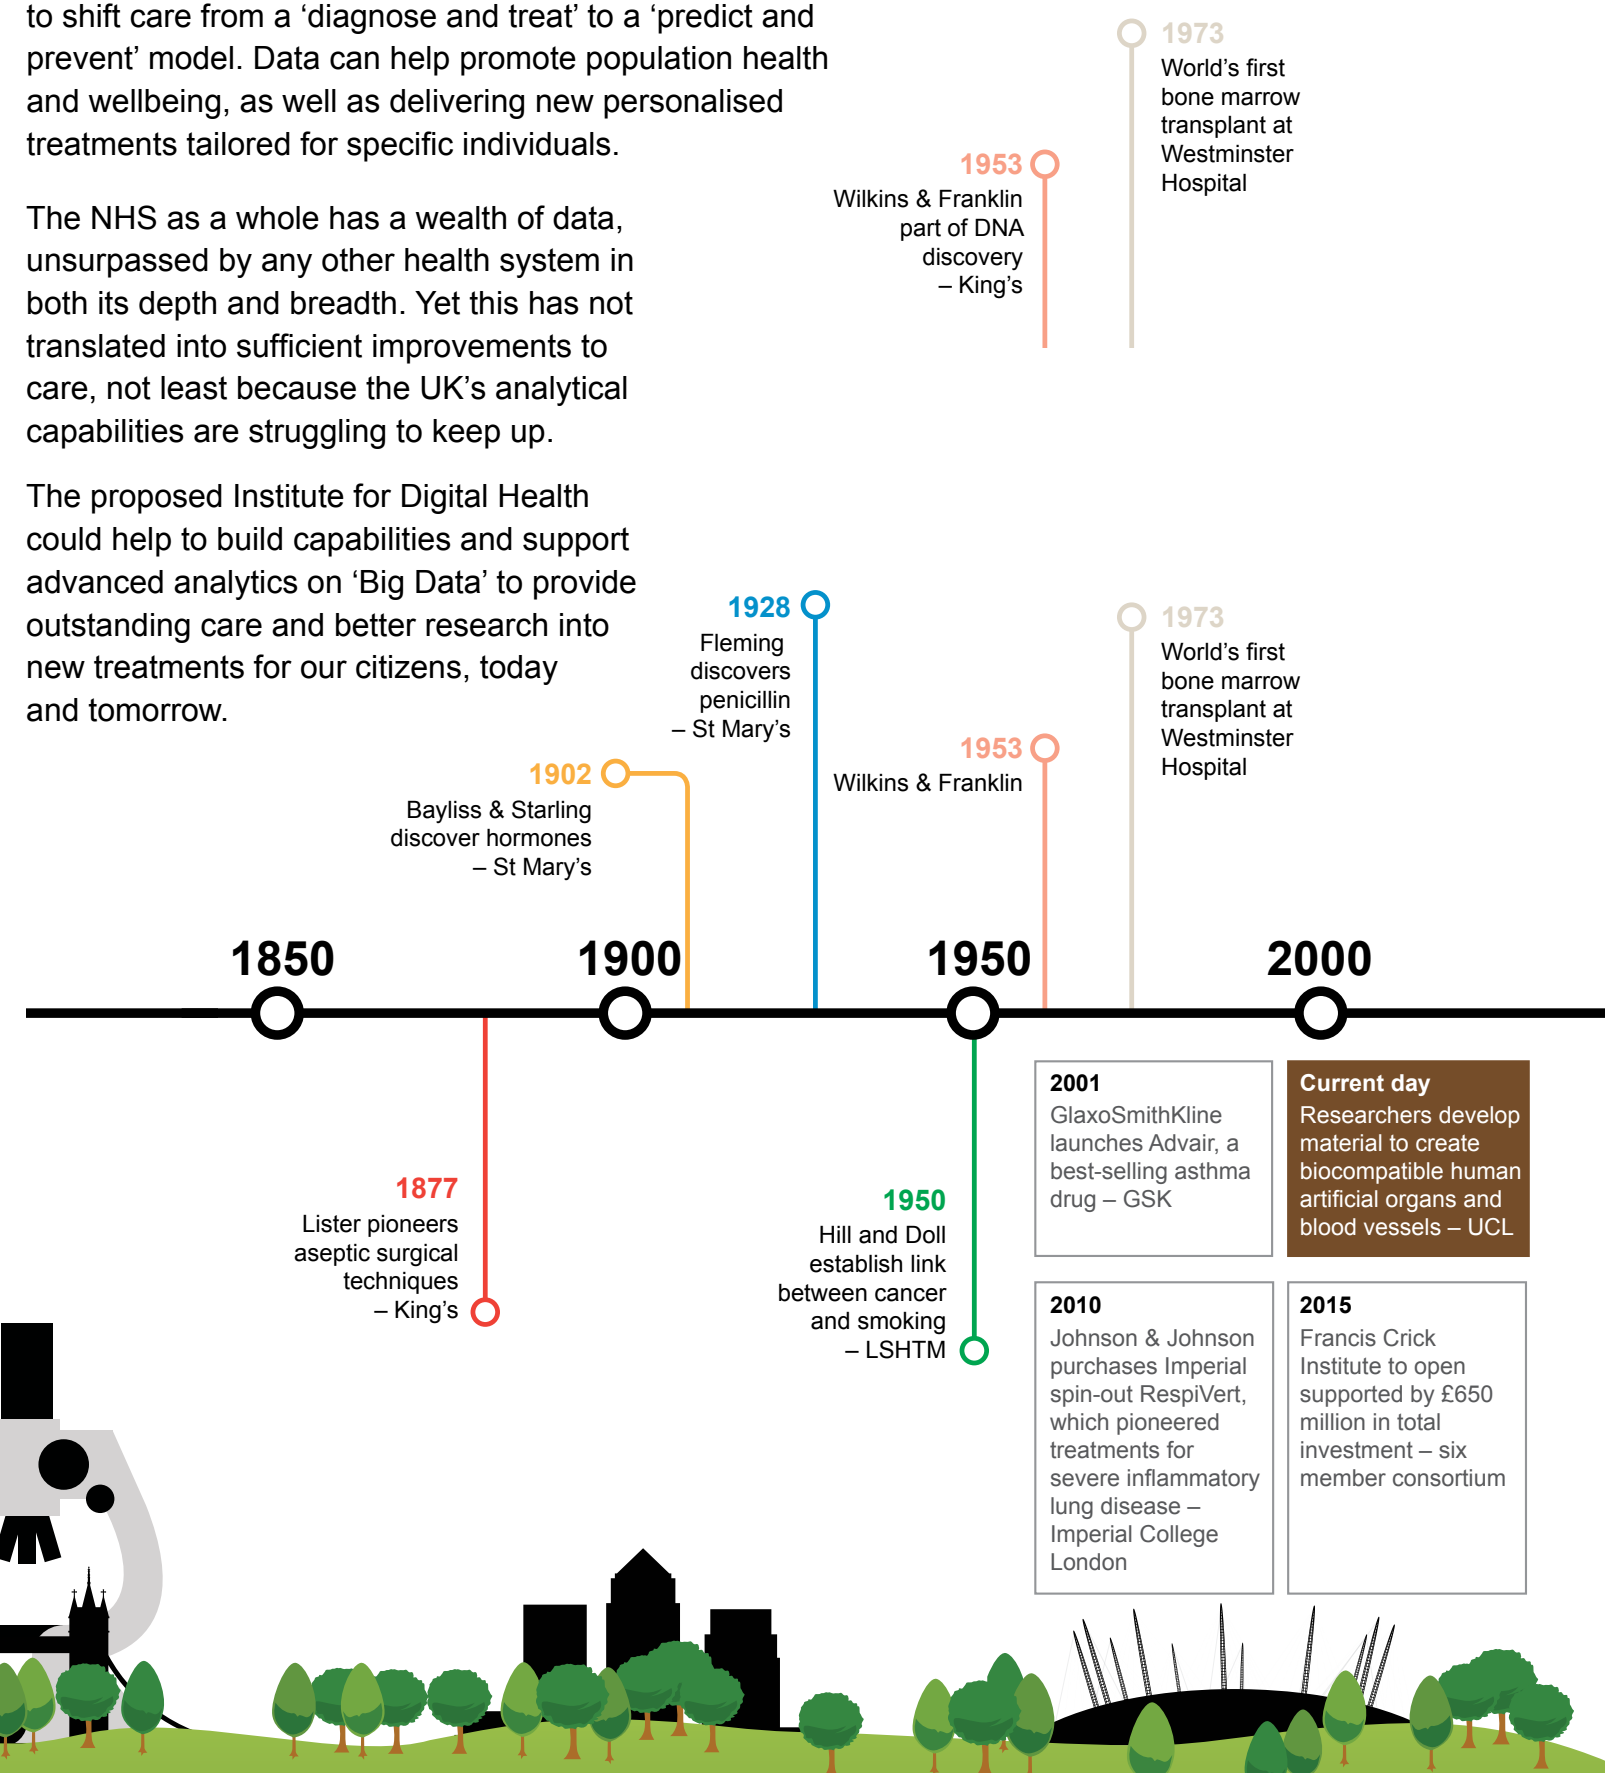 to shift care from a ‘diagnose and treat’ to a ‘predict and
prevent’ model. Data can help promote population health
and wellbeing, as well as delivering new personalised
treatments tailored for specific individuals.
The NHS as a whole has a wealth of data,
unsurpassed by any other health system in
both its depth and breadth. Yet this has not
translated into sufficient improvements to
care, not least because the UK’s analytical
capabilities are struggling to keep up.
The proposed Institute for Digital Health
could help to build capabilities and support
advanced analytics on ‘Big Data’ to provide
outstanding care and better research into
new treatments for our citizens, today
and tomorrow.
1953
Wilkins & Franklin
part of DNA
discovery
– King’s
1973
World’s first
bone marrow
transplant at
Westminster
Hospital
1902
Bayliss & Starling
discover hormones
– St Mary’s
1928
Fleming
discovers
penicillin
– St Mary’s
1953
Wilkins & Franklin
1973
World’s first
bone marrow
transplant at
Westminster
Hospital
1850
1900
1950
2000
1877
Lister pioneers
aseptic surgical
techniques
– King’s
1950
Hill and Doll
establish link
between cancer
and smoking
– LSHTM
2001
GlaxoSmithKline
launches Advair, a
best-selling asthma
drug – GSK
Current day
Researchers develop
material to create
biocompatible human
artificial organs and
blood vessels – UCL
2010
Johnson & Johnson
purchases Imperial
spin-out RespiVert,
which pioneered
treatments for
severe inflammatory
lung disease –
Imperial College
London
2015
Francis Crick
Institute to open
supported by £650
million in total
investment – six
member consortium